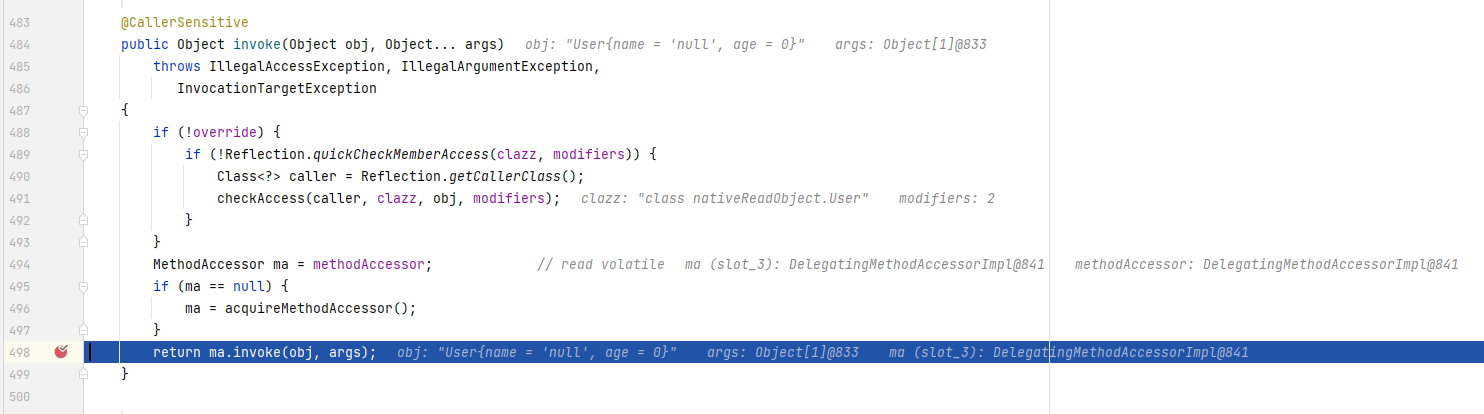 483 @CallerSensitive
484 public Object invoke(Object obj, Object... args) obj: "User{name = 'null', age = 0}" args: Object[1]@833
485 throws IllegalAccessException, IllegalArgumentException,
486 InvocationTargetException
487 {
488 if (!override) {
489 if (!Reflection.quickCheckMemberAccess(clazz, modifiers)) {
490 Class<?> caller = Reflection.getCallerClass();
491 checkAccess(caller, clazz, obj, modifiers); clazz: "class nativeReadObject.User" modifiers: 2
492 }
493 }
494 MethodAccessor ma = methodAccessor; // read volatile ma (slot_3): DelegatingMethodAccessorImpl@841 methodAccessor: DelegatingMethodAccessorImpl@841
495 if (ma == null) {
496 ma = acquireMethodAccessor();
497 }
498 return ma.invoke(obj, args); obj: "User{name = 'null', age = 0}" args: Object[1]@833 ma (slot_3): DelegatingMethodAccessorImpl@841
499 }
500